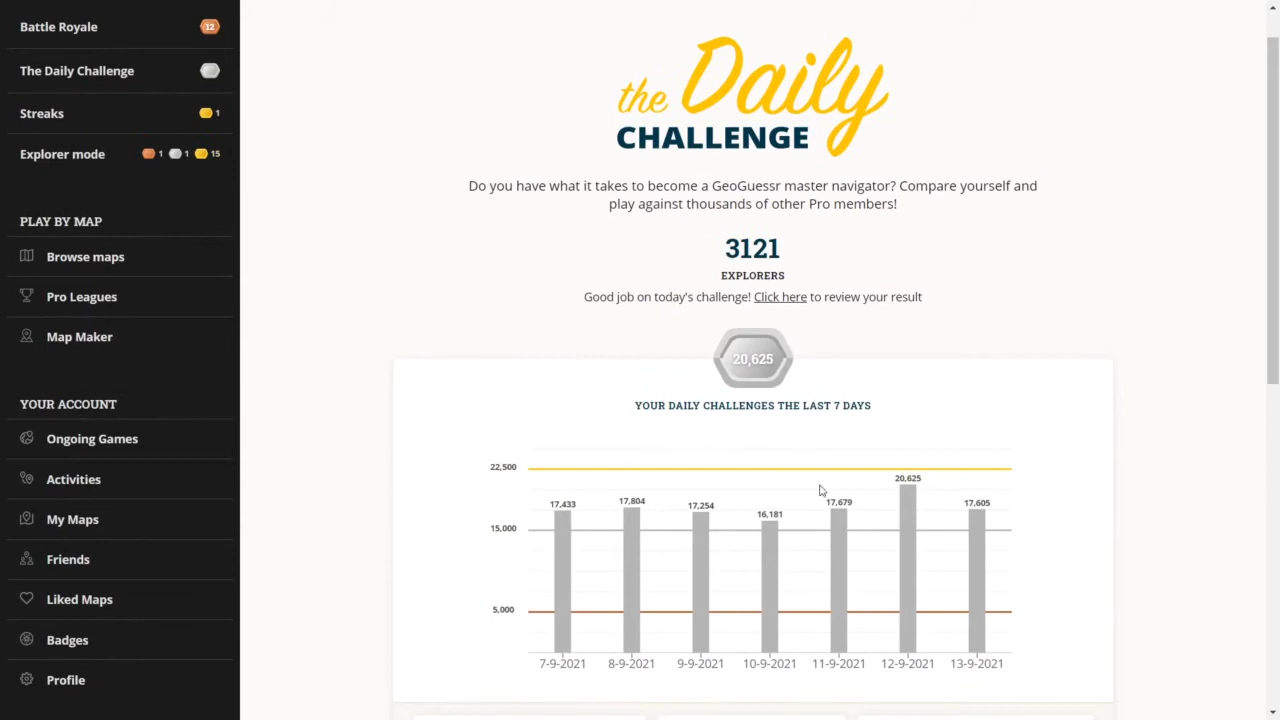 Battle Royale
12
The Daily Challenge
Streaks
1
Explorer mode
1
1
15
PLAY BY MAP
Browse maps
Pro Leagues
Map Maker
YOUR ACCOUNT
Ongoing Games
Activities
My Maps
Friends
Liked Maps
Badges
Profile
the Daily
CHALLENGE
Do you have what it takes to become a GeoGuessr master navigator? Compare yourself and
play against thousands of other Pro members!
3121
EXPLORERS
Good job on today's challenge! Click here to review your result
20,625
YOUR DAILY CHALLENGES THE LAST 7 DAYS
22,500
15,000
5,000
17,433
17,804
17,254
16,181
17,679
20,625
17,605
7-9-2021
8-9-2021
9-9-2021
10-9-2021
11-9-2021
12-9-2021
13-9-2021